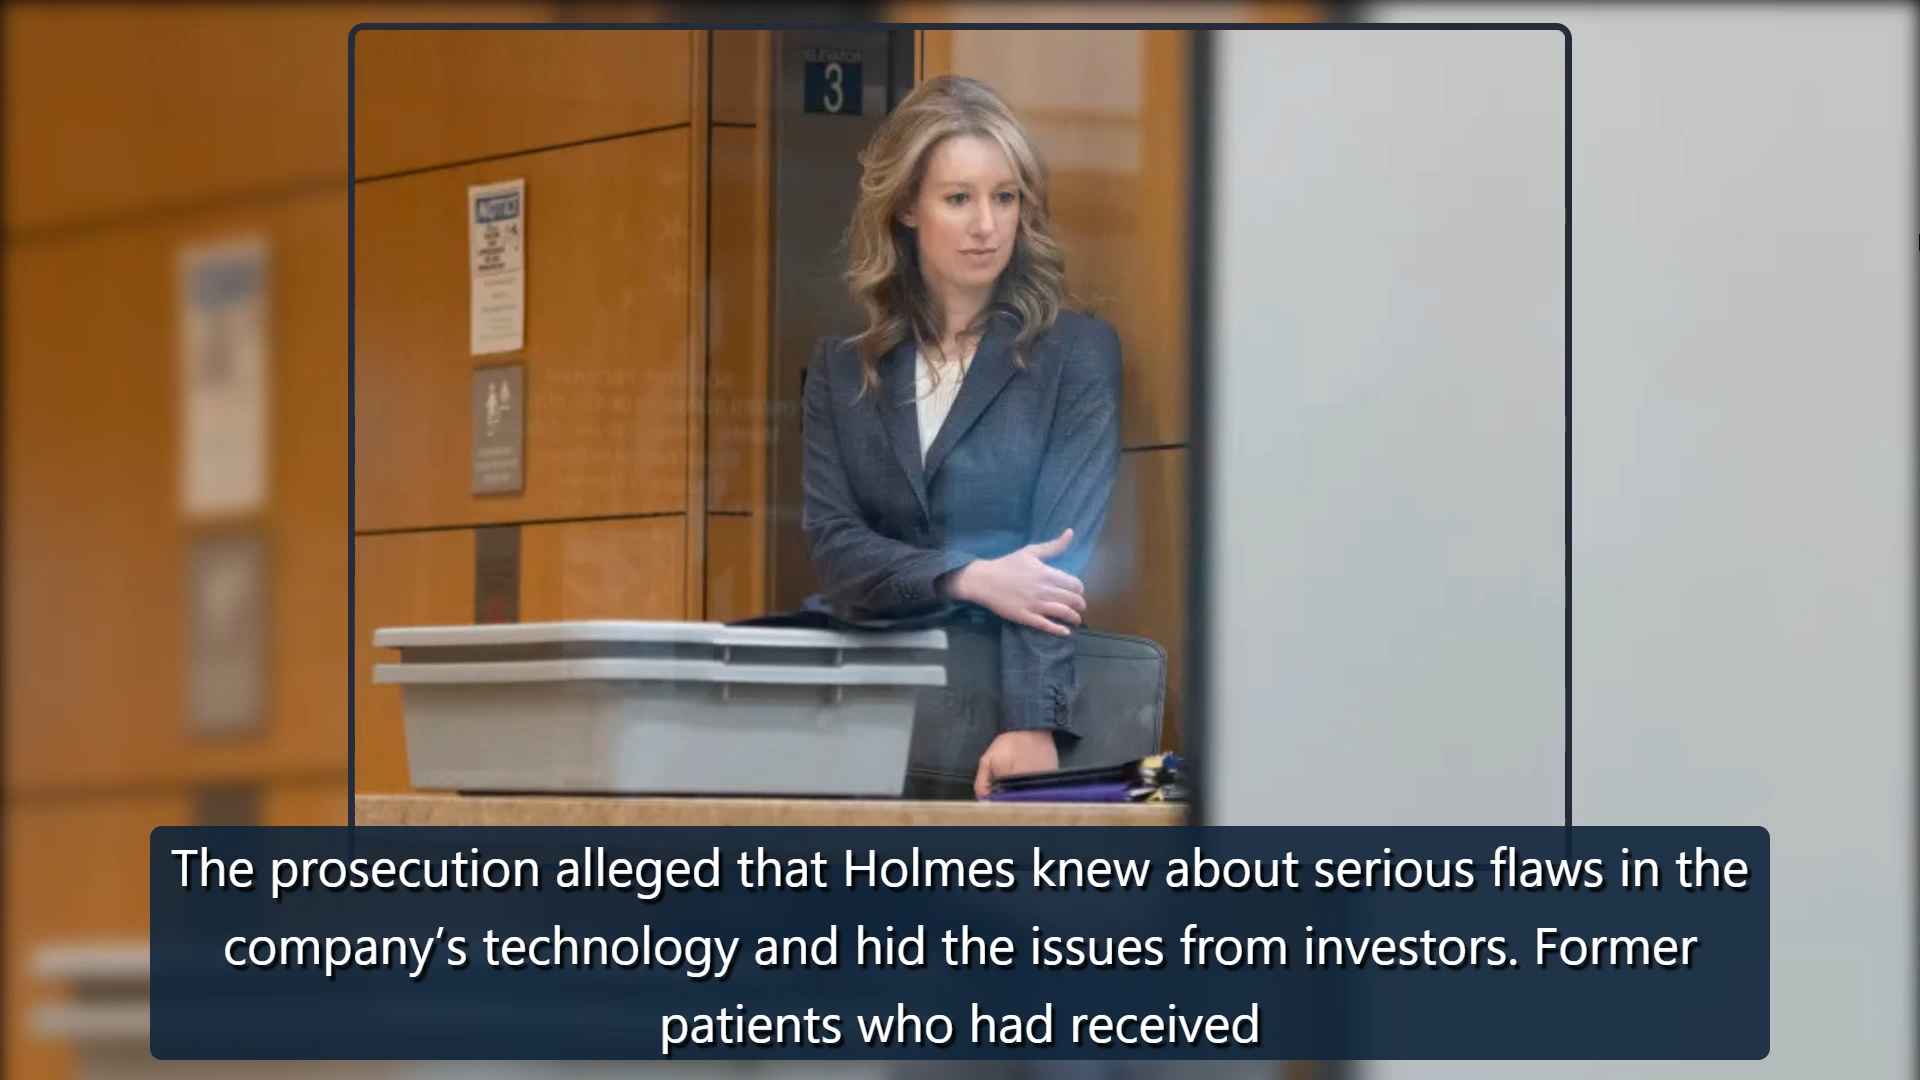 ELEVATOR
3
The prosecution alleged that Holmes knew about serious flaws in the
company’s technology and hid the issues from investors. Former
patients who had received